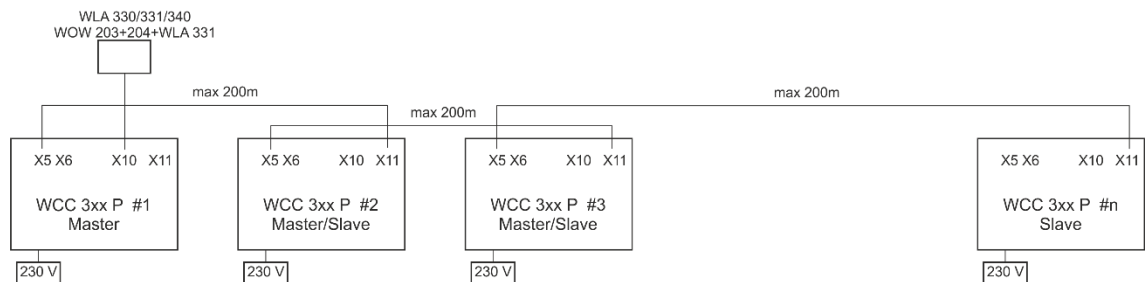 WLA 330/331/340
WOW 203+204+WLA 331
max 200m
max 200m
max 200m
X5 X6 X10 X11
WCC 3xx P #1
Master
230 V
X5 X6 X10 X11
WCC 3xx P #2
Master/Slave
230 V
X5 X6 X10 X11
WCC 3xx P #3
Master/Slave
X5 X6 X10 X11
WCC 3xx P #n
Slave
230 V